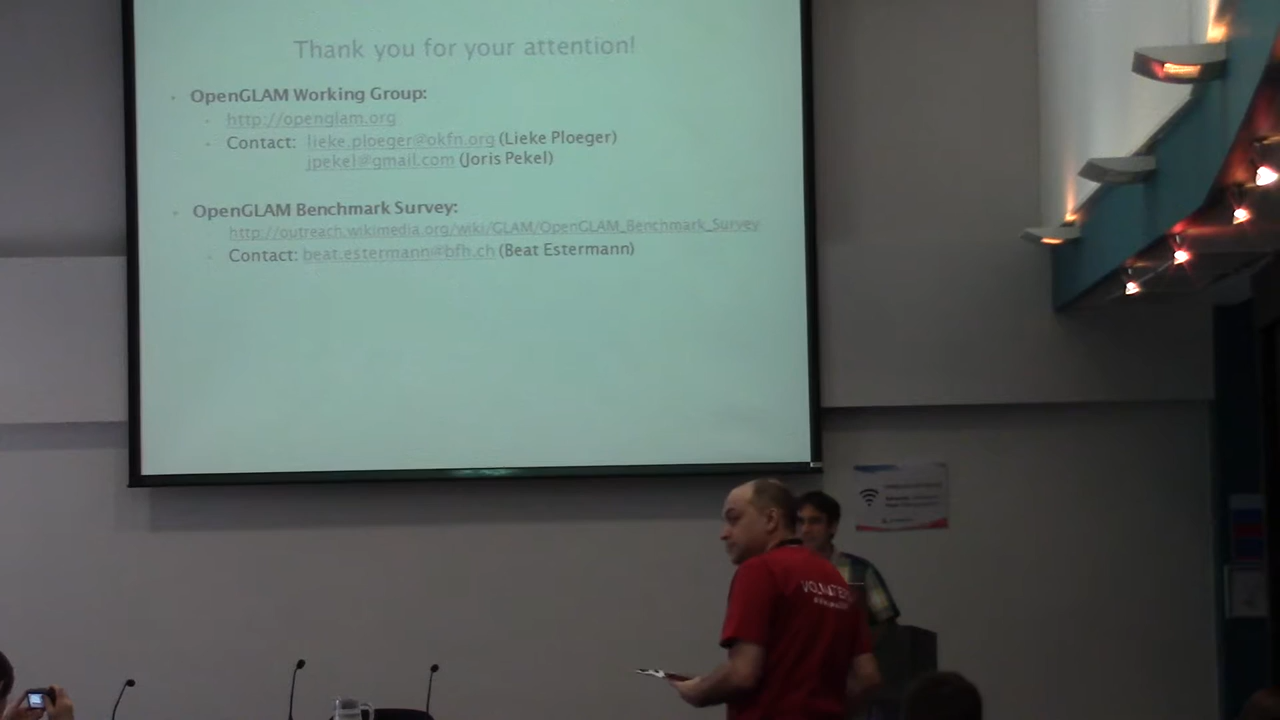 Thank you for your attention!
OpenGLAM Working Group:
http://openglam.org
Contact: lieke.ploeger@okfn.org (Lieke Ploeger)
jpekel@gmail.com (Joris Pekel)
OpenGLAM Benchmark Survey:
http://outreach.wikimedia.org/wiki/GLAM/OpenGLAM_Benchmark_Survey
Contact: beat.estermann@bfh.ch (Beat Estermann)